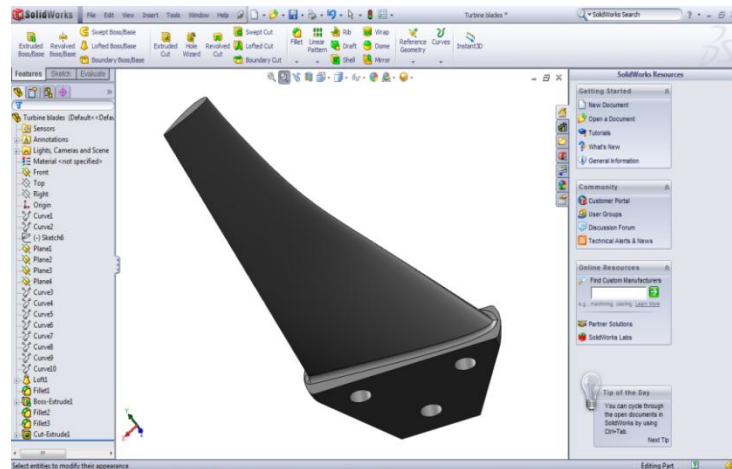 SolidWorks File Edit View Insert Tools Window Help Turbine blades * SolidWorks Search
Extruded Boss/Base
Revolved Boss/Base
Swept Boss/Base
Lofted Boss/Base
Boundary Boss/Base
Extruded Cut
Hole Wizard
Revolved Cut
Swept Cut
Lofted Cut
Boundary Cut
Fillet
Linear Pattern
Rib
Draft
Shell
Wrap
Dome
Mirror
Reference Geometry
Curves
Instant3D
Features Sketch Evaluate
Turbine blades (Default<<Defau
Sensors
Annotations
Lights, Cameras and Scene
Material <not specified>
Front
Top
Right
Origin
Curve1
Curve2
(-) Sketch6
Plane1
Plane2
Plane3
Plane4
Curve3
Curve4
Curve5
Curve6
Curve7
Curve8
Curve9
Curve10
Loft1
Fillet1
Boss-Extrude1
Fillet2
Fillet3
Cut-Extrude1
SolidWorks Resources
Getting Started
New Document
Open a Document
Tutorials
What's New
General Information
Community
Customer Portal
User Groups
Discussion Forum
Technical Alerts & News
Online Resources
Find Custom Manufacturers
e.g., machining, casting, Learn More
Partner Solutions
SolidWorks Labs
Tip of the Day
You can cycle through
the open documents in
SolidWorks by using
Ctrl+Tab.
Next Tip
Select entities to modify their appearance
Editing Part